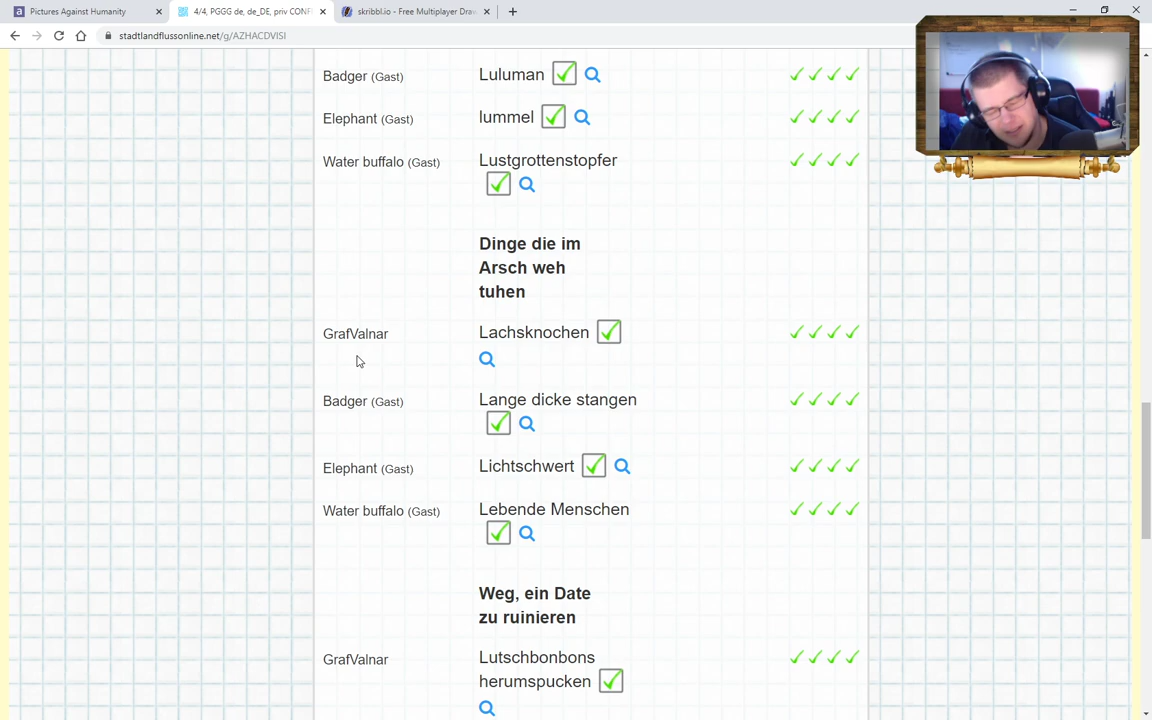 Pictures Against Humanity
4/4, PGGG de, de_DE, priv CONF
skribbl.io - Free Multiplayer Draw
stadtlandflussonline.net/g/AZHACDVISI
Badger (Gast) Luluman
Elephant (Gast) lummel
Water buffalo (Gast) Lustgrottenstopfer
Dinge die im
Arsch weh
tuhen
GrafValnar Lachsknochen
Badger (Gast) Lange dicke stangen
Elephant (Gast) Lichtschwert
Water buffalo (Gast) Lebende Menschen
Weg, ein Date
zu ruinieren
GrafValnar Lutschbonbons
herumspucken